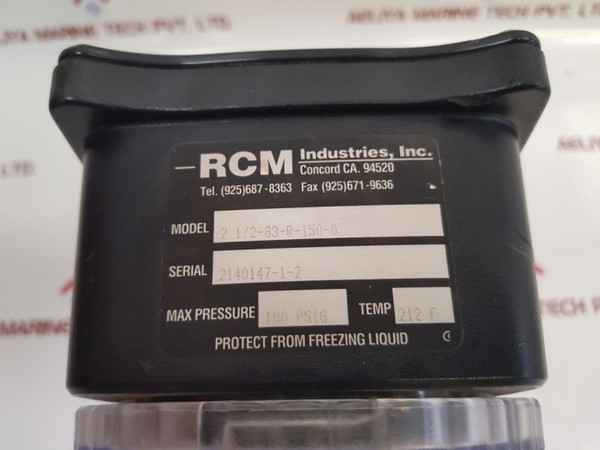 NELIYA MARINE TECH PVT. LTD.
RCM Industries, Inc.
Concord CA. 94520
Tel. (925)687-8363 Fax (925)671-9636
MODEL 2 1/2-83-R-150-0
SERIAL 2140147-1-2
MAX PRESSURE 180 PSIG TEMP 212 F
PROTECT FROM FREEZING LIQUID